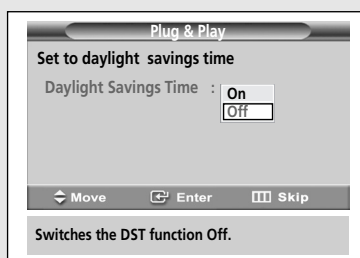 Plug & Play
Set to daylight savings time
Daylight Savings Time : On
Off
Move Enter Skip
Switches the DST function Off.